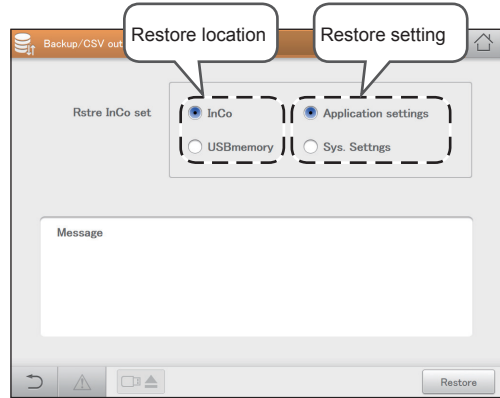 Restore location
Restore setting
Backup/CSV out
Rstre InCo set
InCo
Application settings
USBmemory
Sys. Settngs
Message
Restore